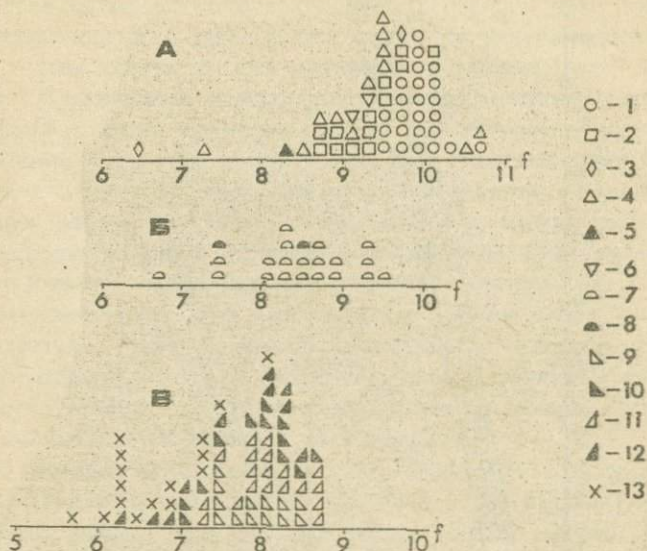 А
6 7 8 9 10 11 f
Б
6 7 8 9 10 f
В
5 6 7 8 9 10 f
○ – 1
□ – 2
◊ – 3
△ – 4
▲ – 5
▽ – 6
⌓ – 7
◓ – 8
◺ – 9
◣ – 10
◿ – 11
◢ – 12
× – 13